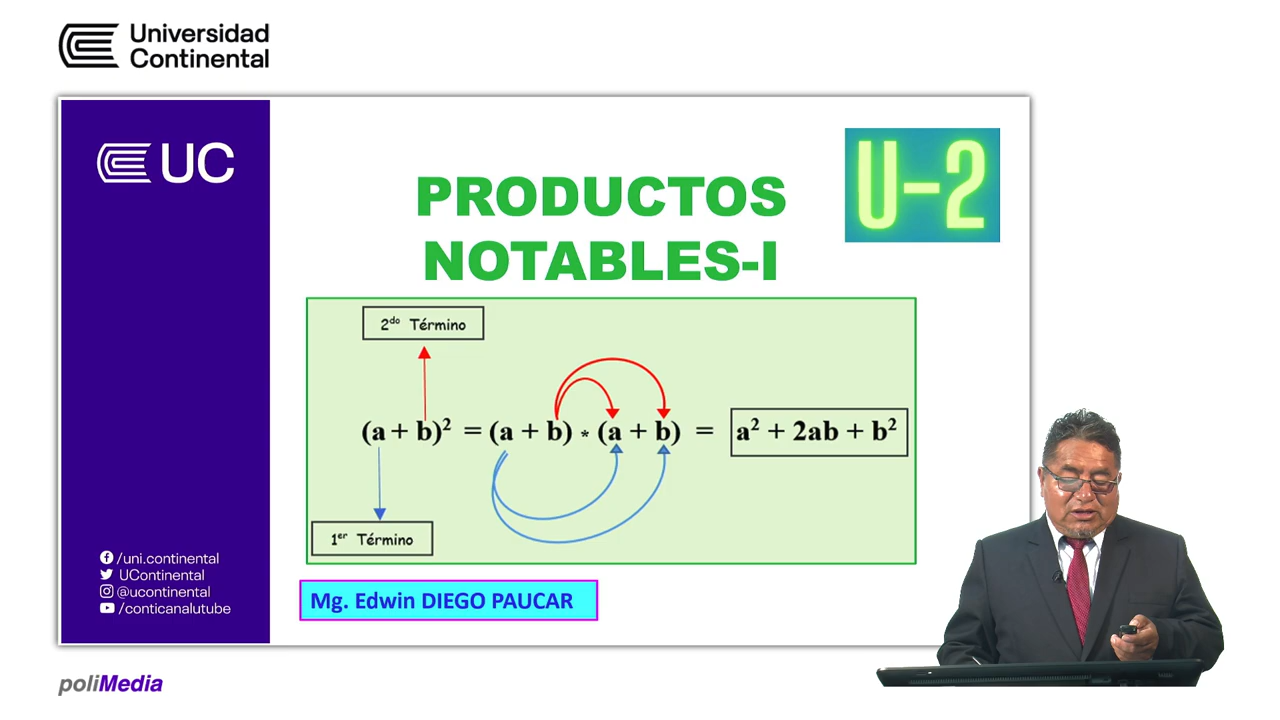 Universidad
Continental
UC
U-2
PRODUCTOS
NOTABLES-I
2do Término
(a + b)² = (a + b) * (a + b) = a² + 2ab + b²
1er Término
/uni.continental
UContinental
@ucontinental
/conticanalutube
Mg. Edwin DIEGO PAUCAR
poliMedia